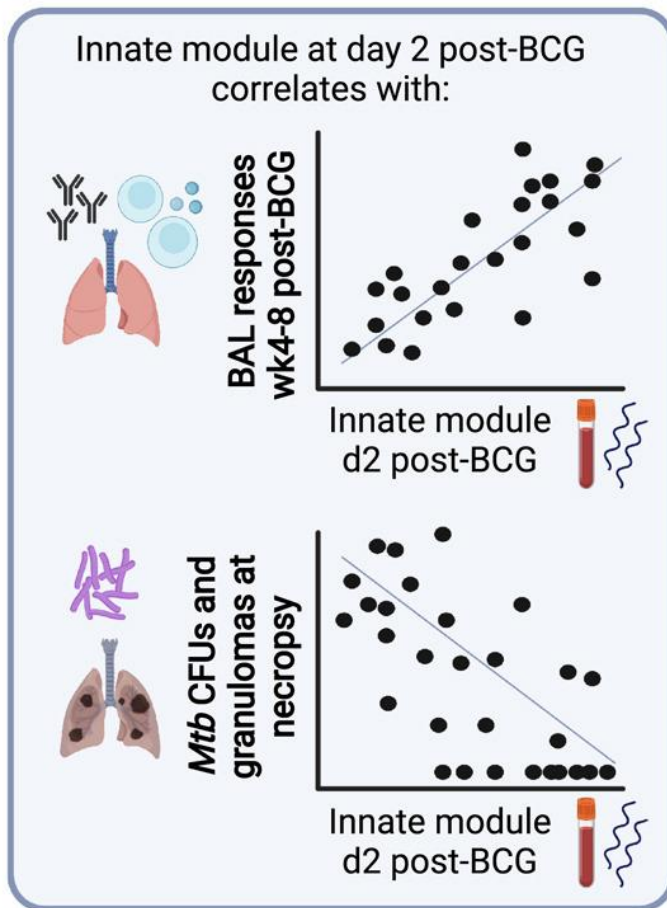 Innate module at day 2 post-BCG
correlates with:
BAL responses
wk4-8 post-BCG
Innate module
d2 post-BCG
Mtb CFUs and
granulomas at
necropsy
Innate module
d2 post-BCG